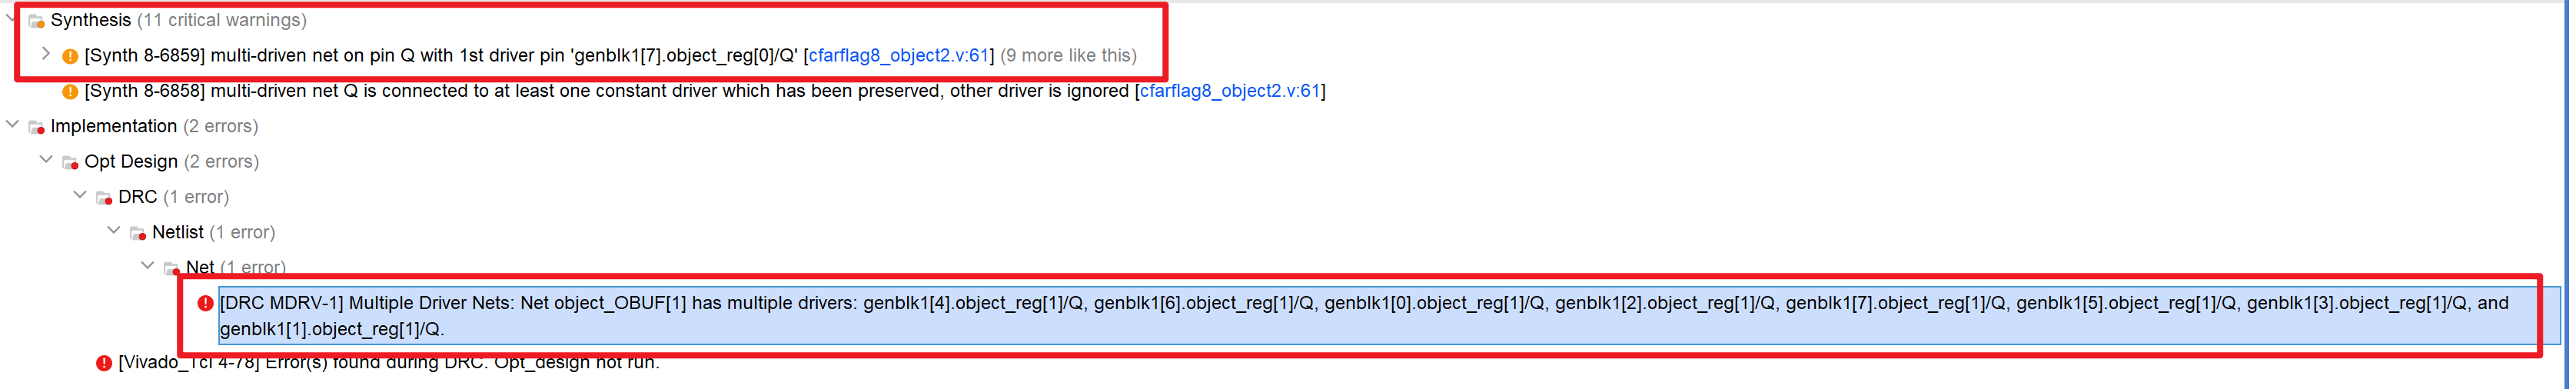 Synthesis (11 critical warnings)
[Synth 8-6859] multi-driven net on pin Q with 1st driver pin 'genblk1[7].object_reg[0]/Q' [cfarflag8_object2.v:61] (9 more like this)
[Synth 8-6858] multi-driven net Q is connected to at least one constant driver which has been preserved, other driver is ignored [cfarflag8_object2.v:61]
Implementation (2 errors)
Opt Design (2 errors)
DRC (1 error)
Netlist (1 error)
Net (1 error)
[DRC MDRV-1] Multiple Driver Nets: Net object_OBUF[1] has multiple drivers: genblk1[4].object_reg[1]/Q, genblk1[6].object_reg[1]/Q, genblk1[0].object_reg[1]/Q, genblk1[2].object_reg[1]/Q, genblk1[7].object_reg[1]/Q, genblk1[5].object_reg[1]/Q, genblk1[3].object_reg[1]/Q, and
genblk1[1].object_reg[1]/Q.
[Vivado_Tcl 4-78] Error(s) found during DRC. Opt_design not run.